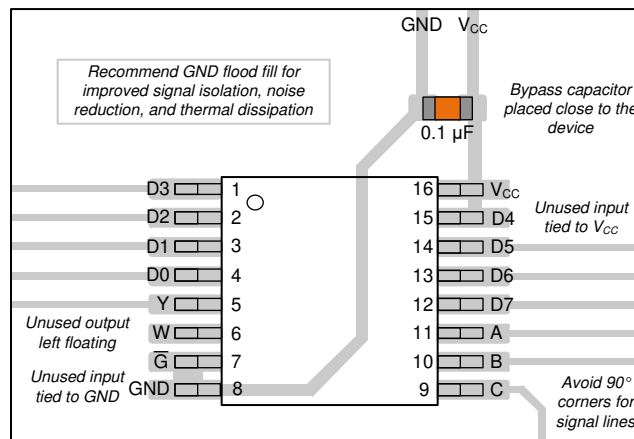 GND VCC
Recommend GND flood fill for
improved signal isolation, noise
reduction, and thermal dissipation
Bypass capacitor
placed close to the
device
0.1 µF
D3 1 16 VCC
D2 2 15 D4
Unused input
tied to VCC
D1 3 14 D5
D0 4 13 D6
Y 5 12 D7
Unused output
left floating
W 6 11 A
G̅ 7 10 B
Unused input
tied to GND
GND 8 9 C
Avoid 90°
corners for
signal lines